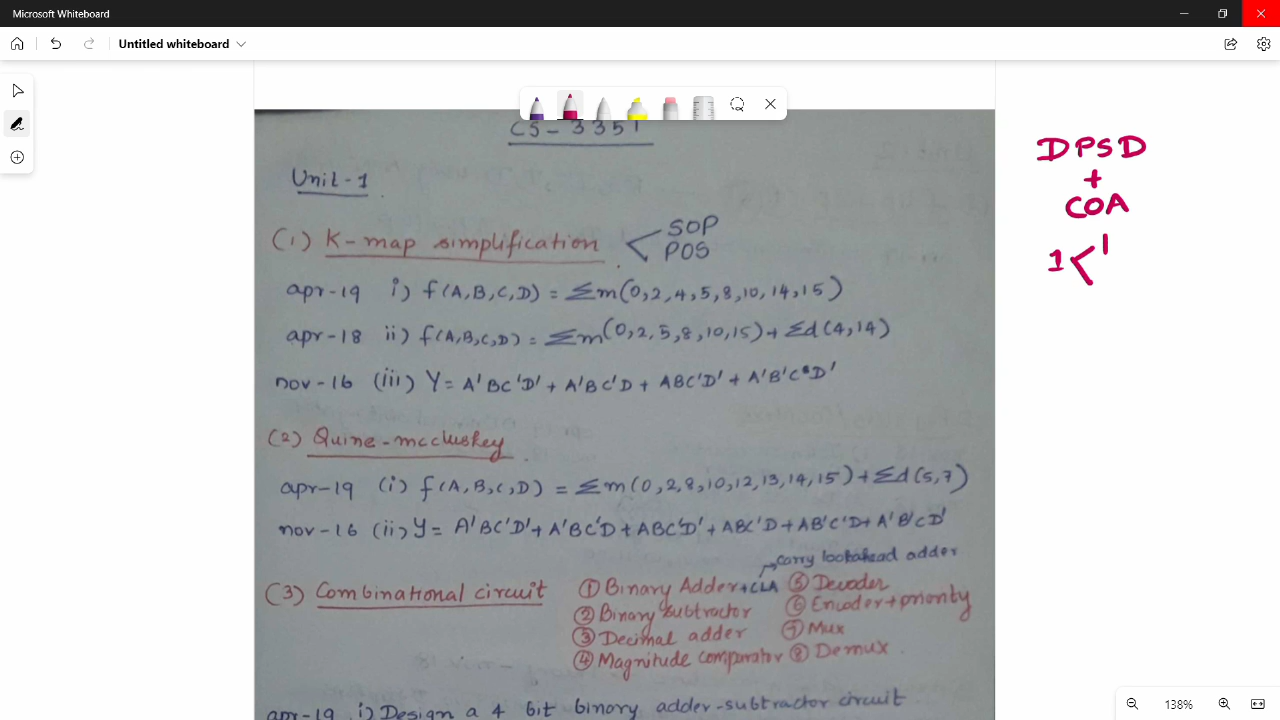 Microsoft Whiteboard
Untitled whiteboard
CS-3351
Unit-1
(1) K-map simplification
SOP
POS
apr-19 i) f(A,B,C,D) = Σm(0,2,4,5,8,10,14,15)
apr-18 ii) f(A,B,C,D) = Σm(0,2,5,8,10,15) + Σd(4,14)
nov-16 (iii) Y = A'BC'D' + A'BC'D + ABC'D' + A'B'C D'
(2) Quine-mccluskey
apr-19 (i) f(A,B,C,D) = Σm(0,2,8,10,12,13,14,15) + Σd(5,7)
nov-16 (ii) Y = A'BC'D' + A'BC'D + ABC'D' + ABC'D + AB'C'D + A'B'CD'
carry lookahead adder
(3) Combinational circuit
① Binary Adder + CLA
② Binary subtractor
③ Decimal adder
④ Magnitude comparator
⑤ Decoder
⑥ Encoder + priority
⑦ Mux
⑧ Demux
apr-19 i) Design a 4 bit binary adder-subtractor circuit
DPSD
+
COA
1 < 1
138%